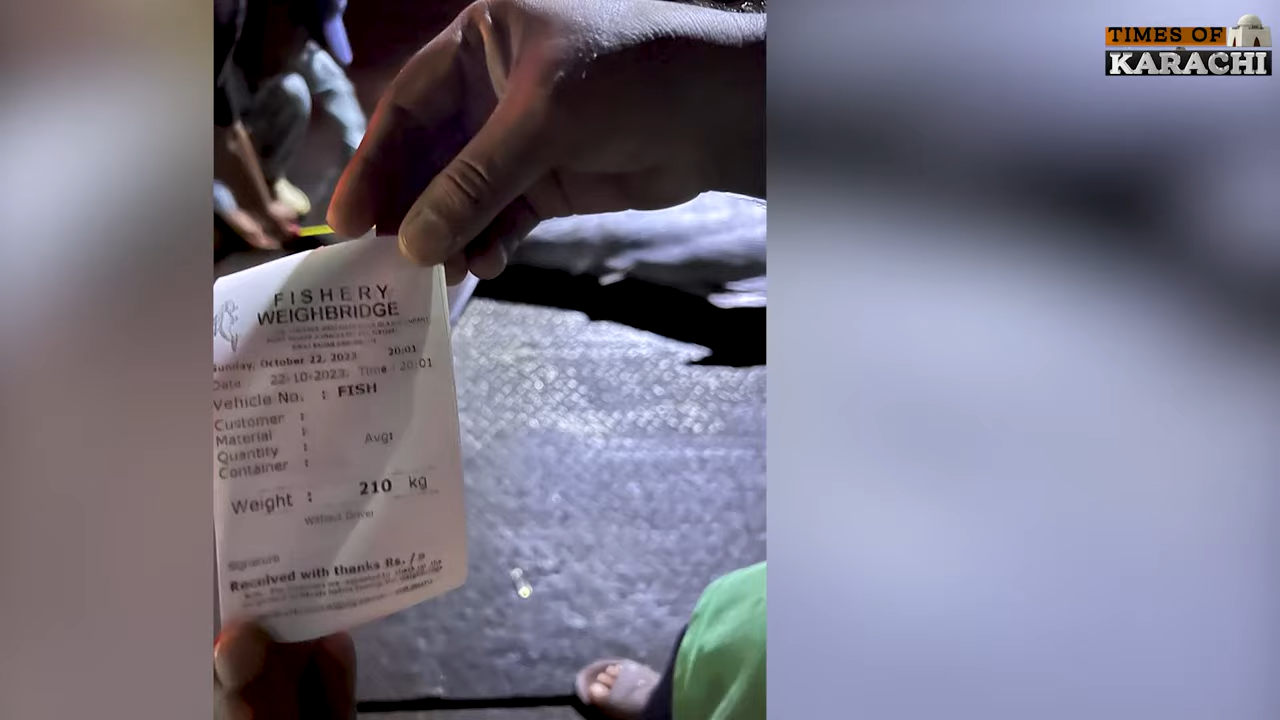 TIMES OF
KARACHI
FISHERY
WEIGHBRIDGE
Sunday, October 22, 2023 20:01
Date 22-10-2023. Time : 20:01
Vehicle No. : FISH
Customer :
Material : Avg:
Quantity :
Container :
Weight : 210 kg
Without Driver
Signature
Received with thanks Rs. /